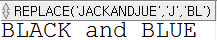 REPLACE('JACKANDJUE','J','BL')
BLACK and BLUE